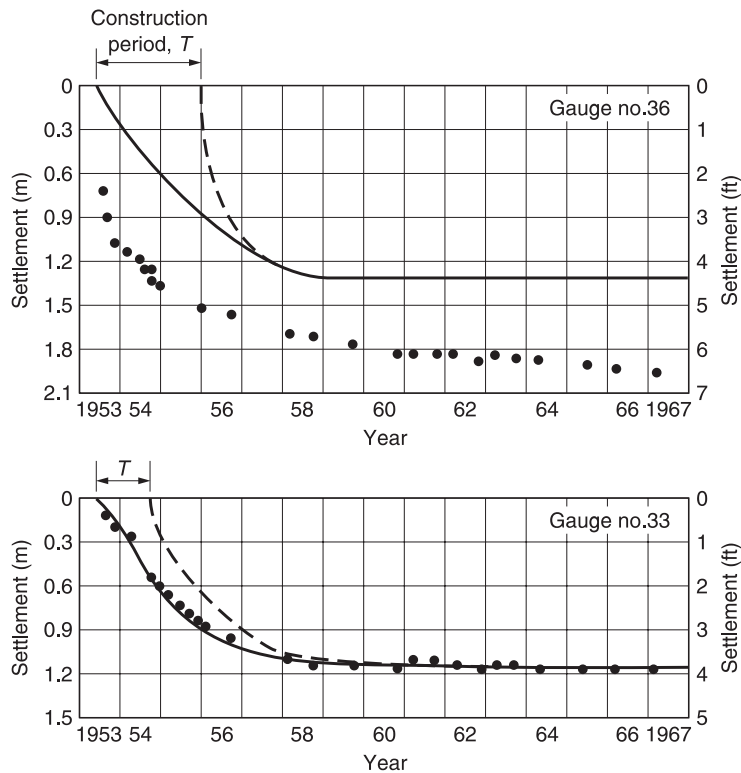 Construction
period, T
0
0.3
0.6
0.9
1.2
1.5
1.8
2.1
Settlement (m)
Gauge no.36
0
1
2
3
4
5
6
7
Settlement (ft)
1953 54 56 58 60 62 64 66 1967
Year
T
0
0.3
0.6
0.9
1.2
1.5
Settlement (m)
Gauge no.33
0
1
2
3
4
5
Settlement (ft)
1953 54 56 58 60 62 64 66 1967
Year